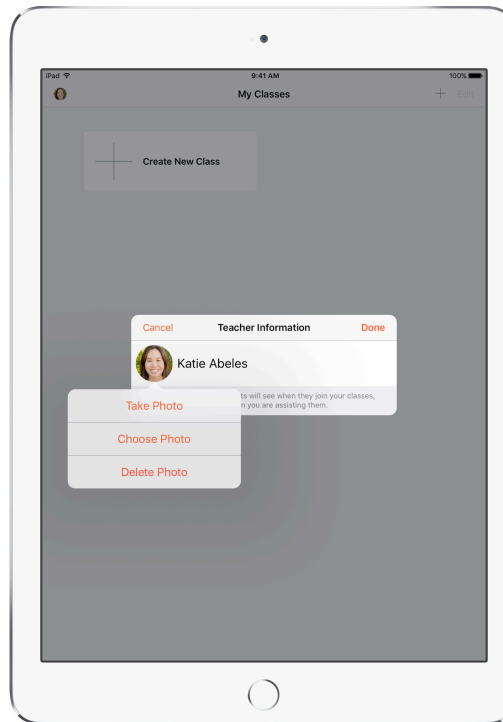 iPad 9:41 AM 100%
My Classes Edit
Create New Class
Cancel Teacher Information Done
Katie Abeles
ts will see when they join your classes,
n you are assisting them.
Take Photo
Choose Photo
Delete Photo